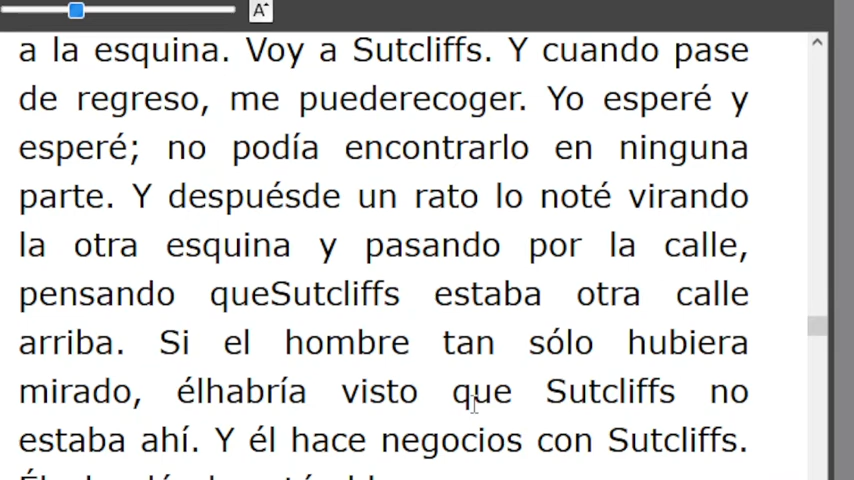 A
a la esquina. Voy a Sutcliffs. Y cuando pase
de regreso, me puederecoger. Yo esperé y
esperé; no podía encontrarlo en ninguna
parte. Y despuésde un rato lo noté virando
la otra esquina y pasando por la calle,
pensando queSutcliffs estaba otra calle
arriba. Si el hombre tan sólo hubiera
mirado, élhabría visto que Sutcliffs no
estaba ahí. Y él hace negocios con Sutcliffs.